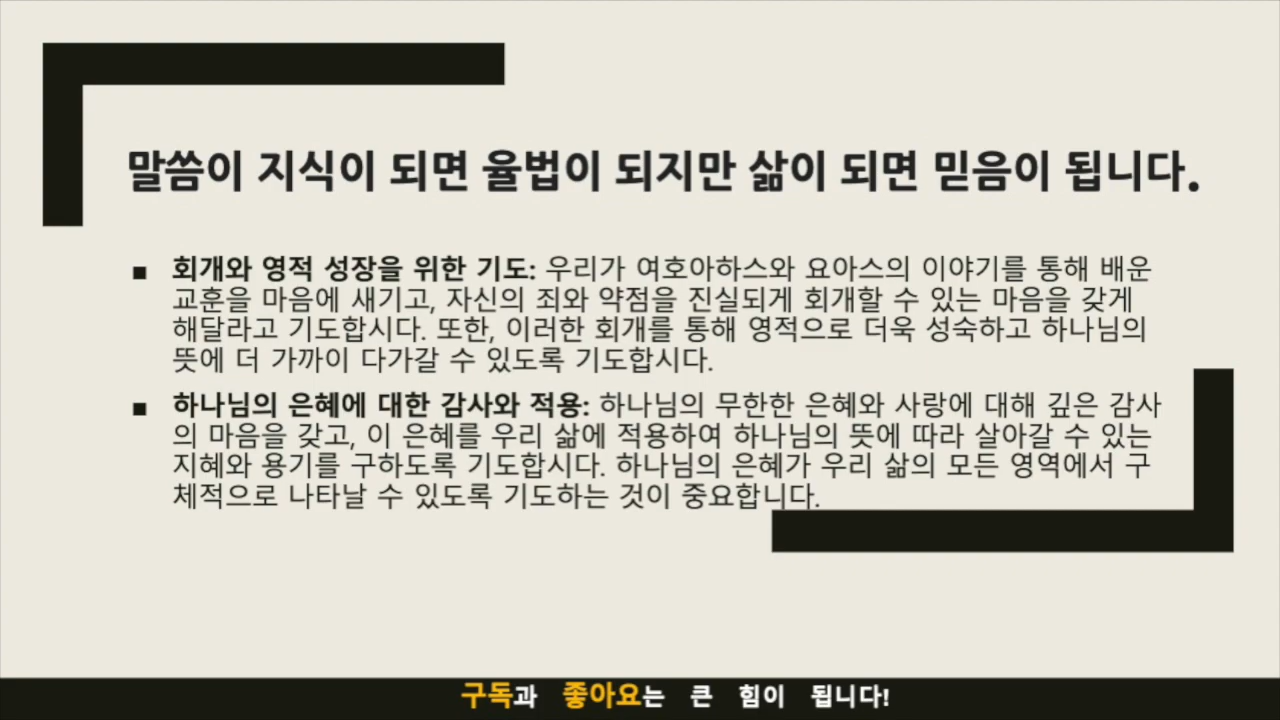 말씀이 지식이 되면 율법이 되지만 삶이 되면 믿음이 됩니다.
■ 회개와 영적 성장을 위한 기도: 우리가 여호아하스와 요아스의 이야기를 통해 배운
교훈을 마음에 새기고, 자신의 죄와 약점을 진실되게 회개할 수 있는 마음을 갖게
해달라고 기도합시다. 또한, 이러한 회개를 통해 영적으로 더욱 성숙하고 하나님의
뜻에 더 가까이 다가갈 수 있도록 기도합시다.
■ 하나님의 은혜에 대한 감사와 적용: 하나님의 무한한 은혜와 사랑에 대해 깊은 감사
의 마음을 갖고, 이 은혜를 우리 삶에 적용하여 하나님의 뜻에 따라 살아갈 수 있는
지혜와 용기를 구하도록 기도합시다. 하나님의 은혜가 우리 삶의 모든 영역에서 구
체적으로 나타날 수 있도록 기도하는 것이 중요합니다.
구독과 좋아요는 큰 힘이 됩니다!